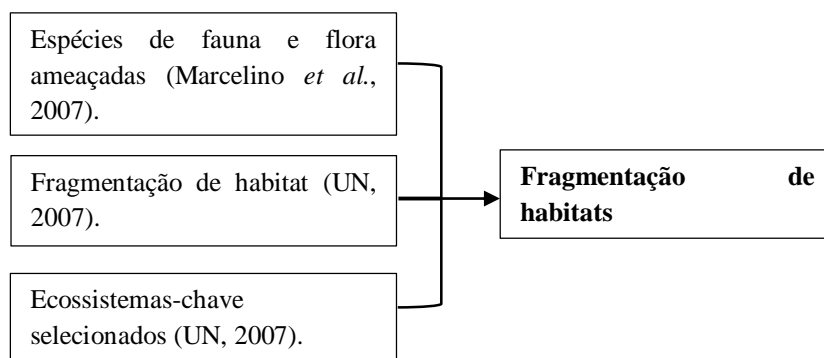 Espécies de fauna e flora
ameaçadas (Marcelino et al.,
2007).
Fragmentação de habitat (UN,
2007).
Ecossistemas-chave
selecionados (UN, 2007).
Fragmentação de
habitats